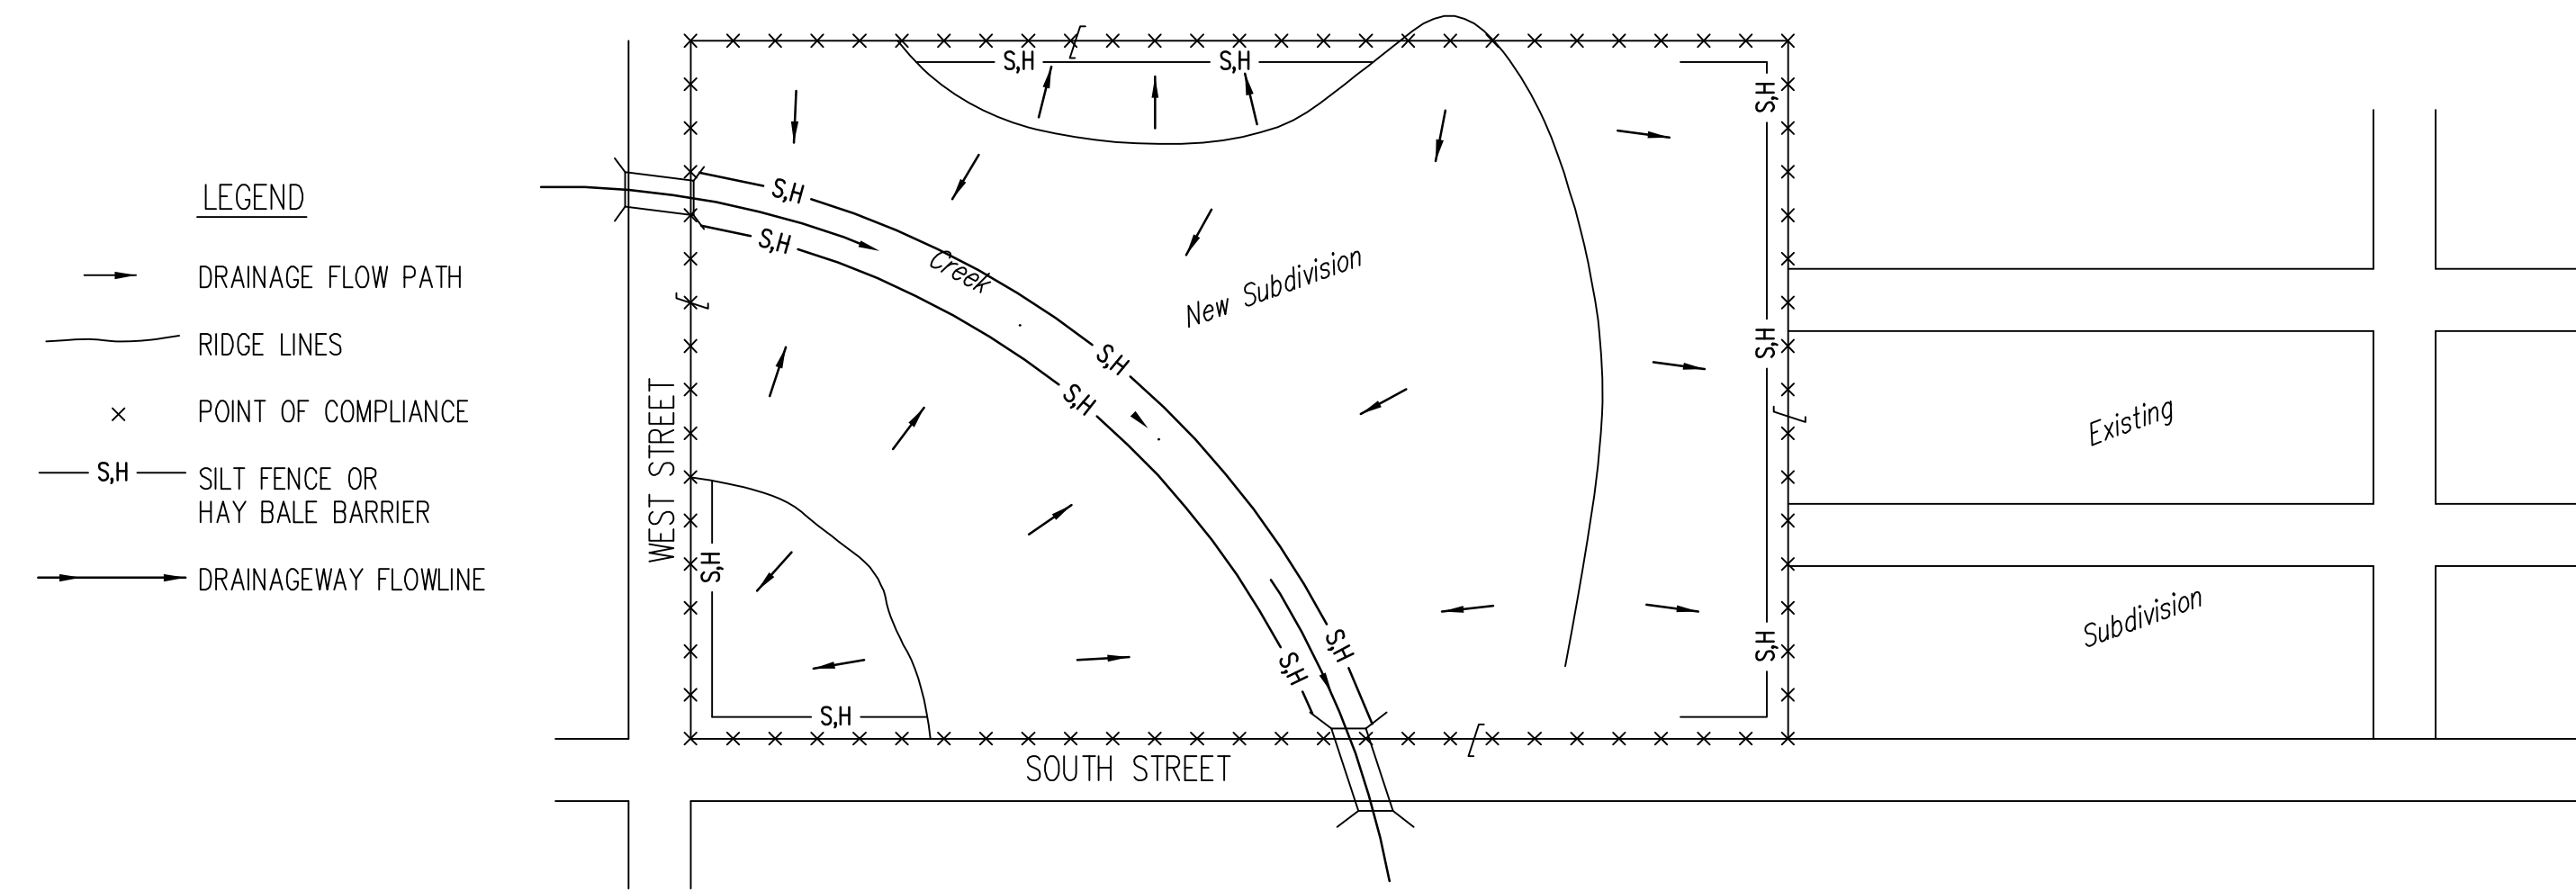 LEGEND
DRAINAGE FLOW PATH
RIDGE LINES
POINT OF COMPLIANCE
S,H
SILT FENCE OR
HAY BALE BARRIER
DRAINAGEWAY FLOWLINE
S,H
S,H
S,H
S,H
S,H
Creek
New Subdivision
S,H
S,H
S,H
WEST STREET
Existing
S,H
Subdivision
S,H
S,H
S,H
S,H
SOUTH STREET